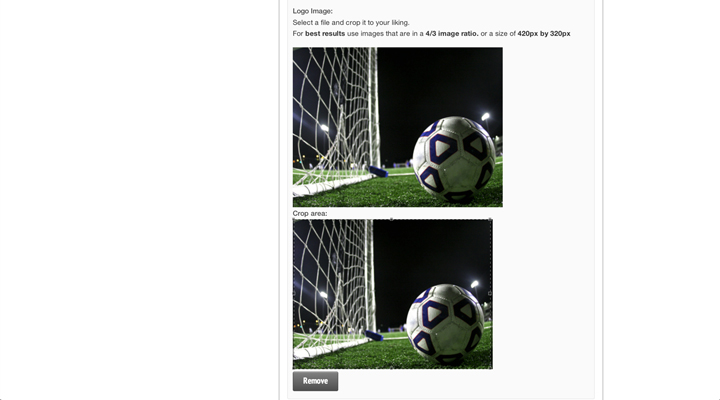 Logo Image:
Select a file and crop it to your liking.
For best results use images that are in a 4/3 image ratio. or a size of 420px by 320px
Crop area:
Remove